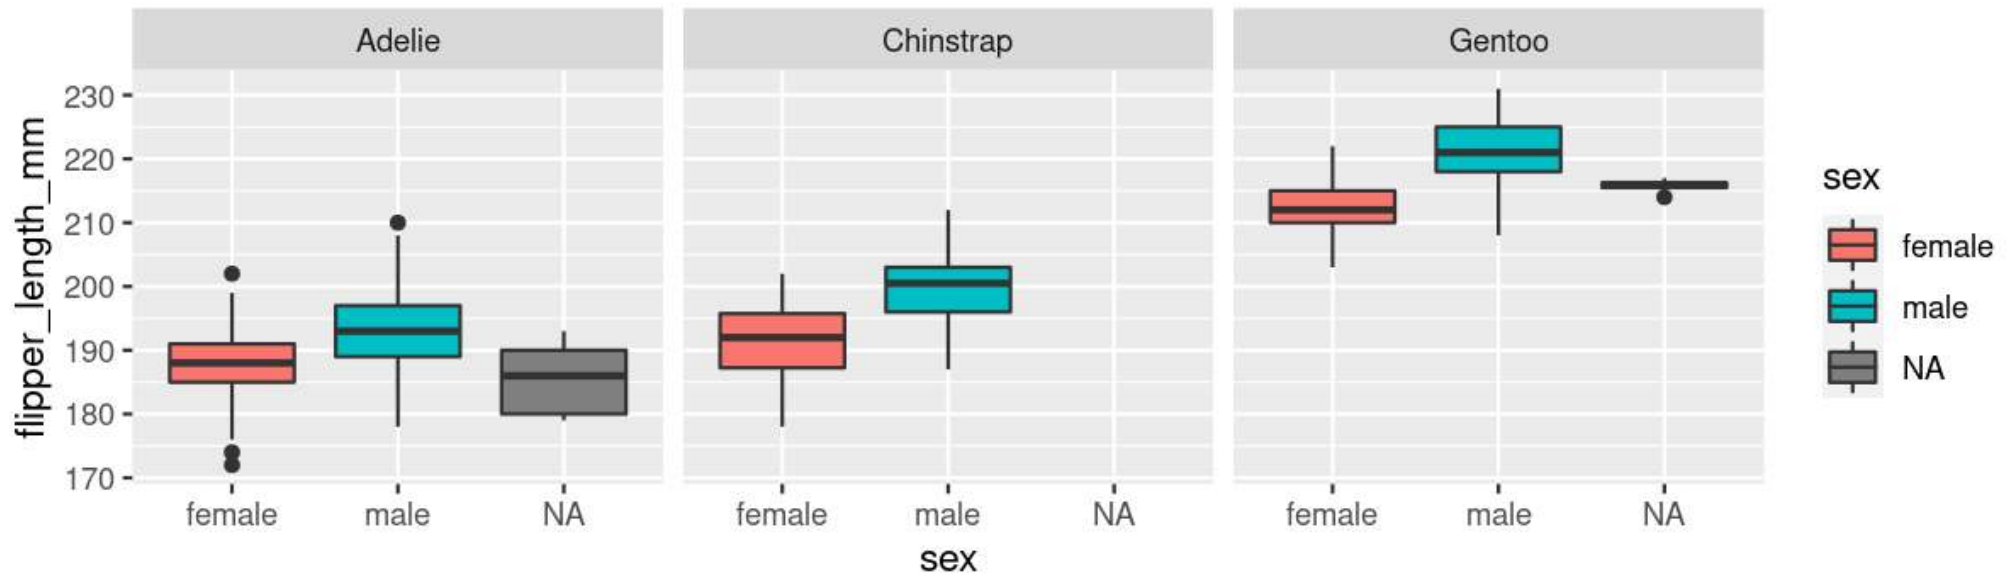 Adelie
Chinstrap
Gentoo
flipper_length_mm
230
220
210
200
190
180
170
female male NA
female male NA
female male NA
sex
sex
female
male
NA